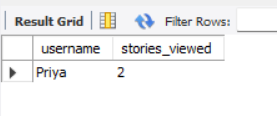 Result Grid Filter Rows:
username stories_viewed
Priya 2